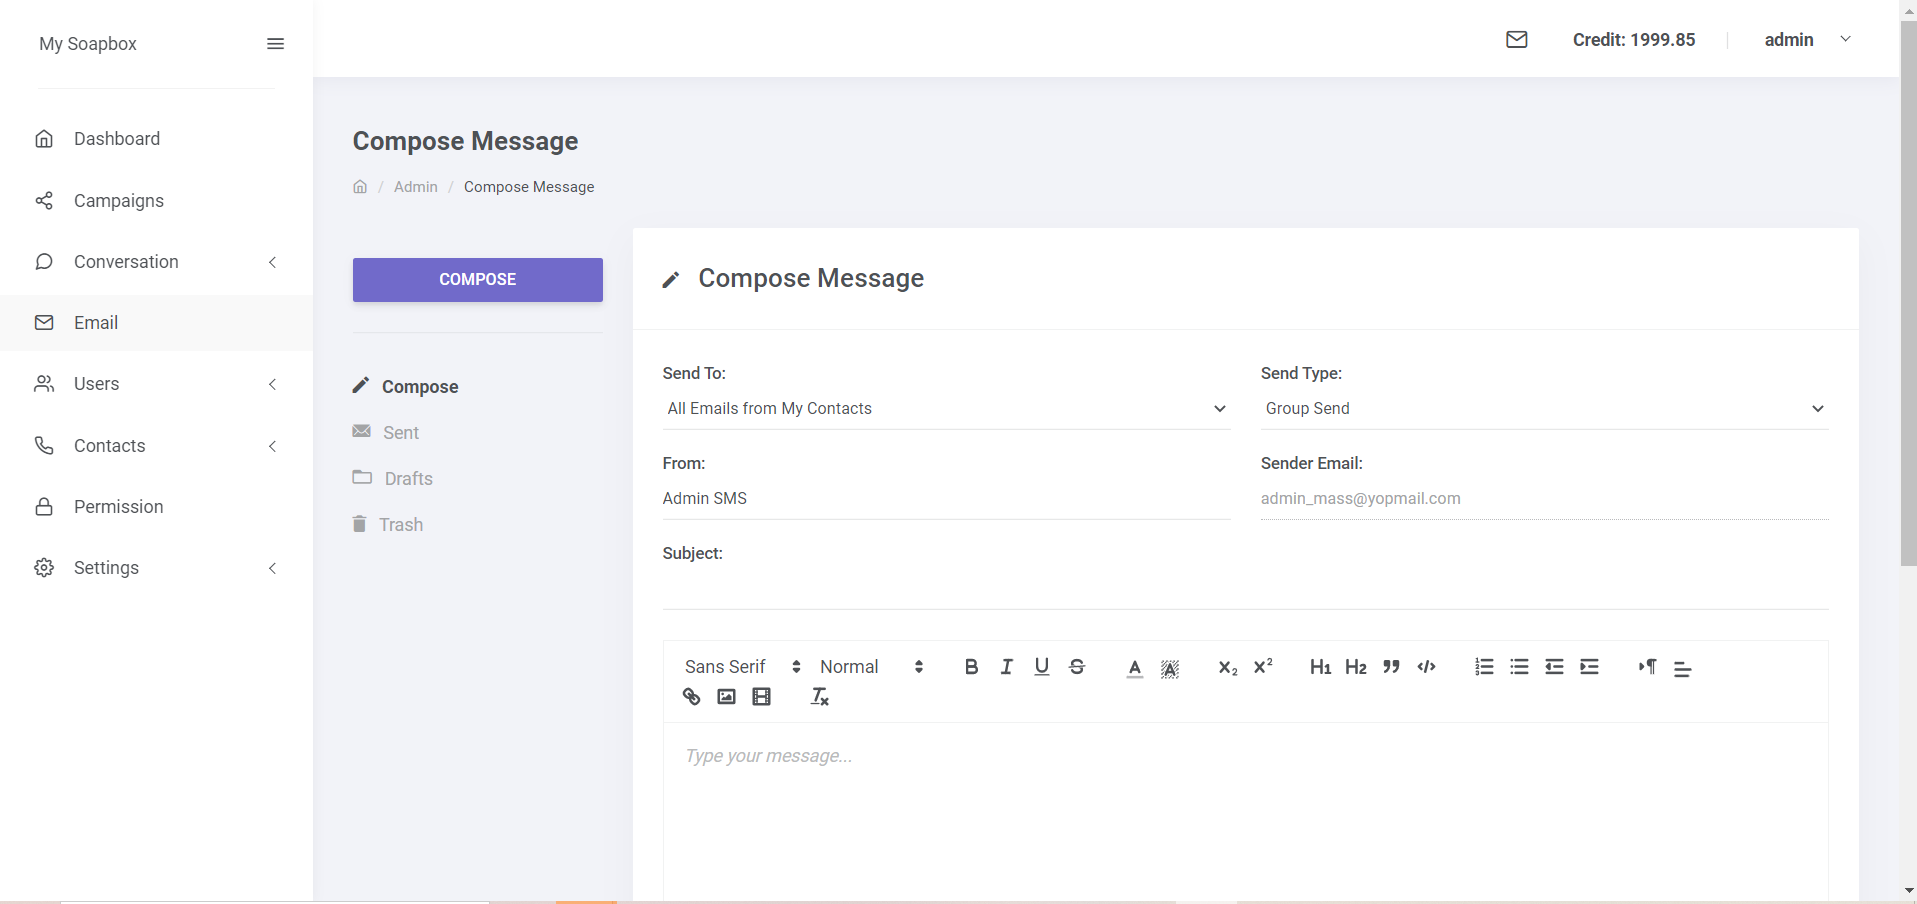 My Soapbox
Credit: 1999.85
admin
Dashboard
Campaigns
Conversation
Email
Users
Contacts
Permission
Settings
Compose Message
/ Admin / Compose Message
COMPOSE
Compose
Sent
Drafts
Trash
Compose Message
Send To:
All Emails from My Contacts
Send Type:
Group Send
From:
Admin SMS
Sender Email:
admin_mass@yopmail.com
Subject:
Sans Serif Normal B I U S A A X2 X2 H1 H2
Type your message...